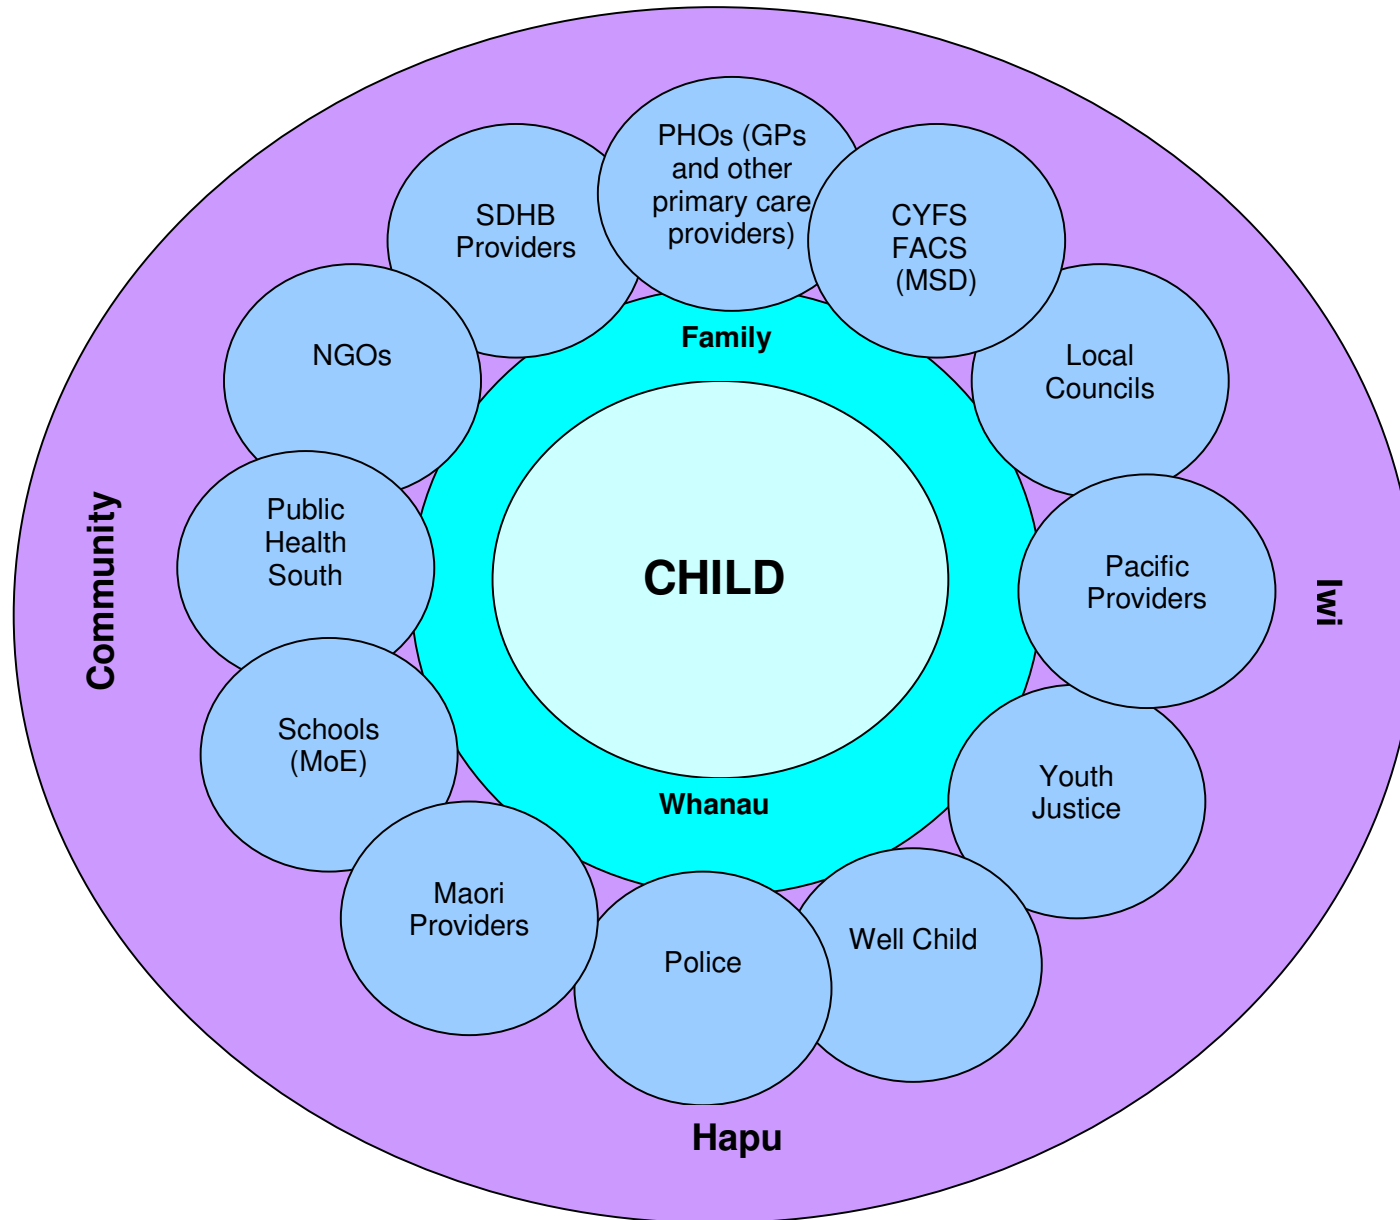 PHOs (GPs
and other
primary care
providers)
SDHB
Providers
CYFS
FACS
(MSD)
NGOs
Family
Local
Councils
Public
Health
South
CHILD
Pacific
Providers
Community
Iwi
Schools
(MoE)
Whanau
Youth
Justice
Maori
Providers
Police
Well Child
Hapu